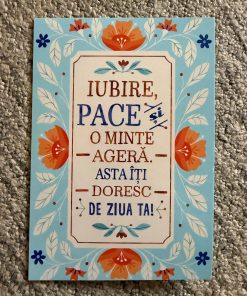 IUBIRE,
PACE și
O MINTE
AGERĂ.
ASTA ÎȚI
DORESC
DE ZIUA TA!